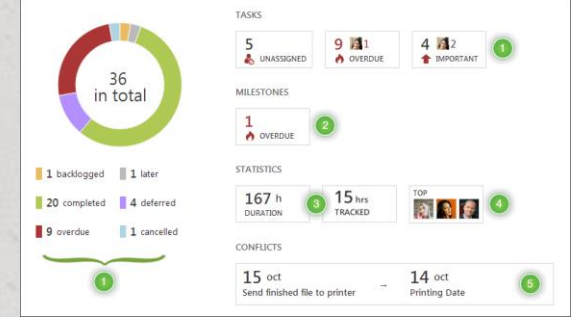 36
in total
1 backlogged
1 later
20 completed
4 deferred
9 overdue
1 cancelled
1
TASKS
5
UNASSIGNED
9 1
OVERDUE
4 2
IMPORTANT
1
MILESTONES
1
OVERDUE
2
STATISTICS
167 h
DURATION
3
15 hrs
TRACKED
TOP
4
CONFLICTS
15 oct
Send finished file to printer
→
14 oct
Printing Date
5